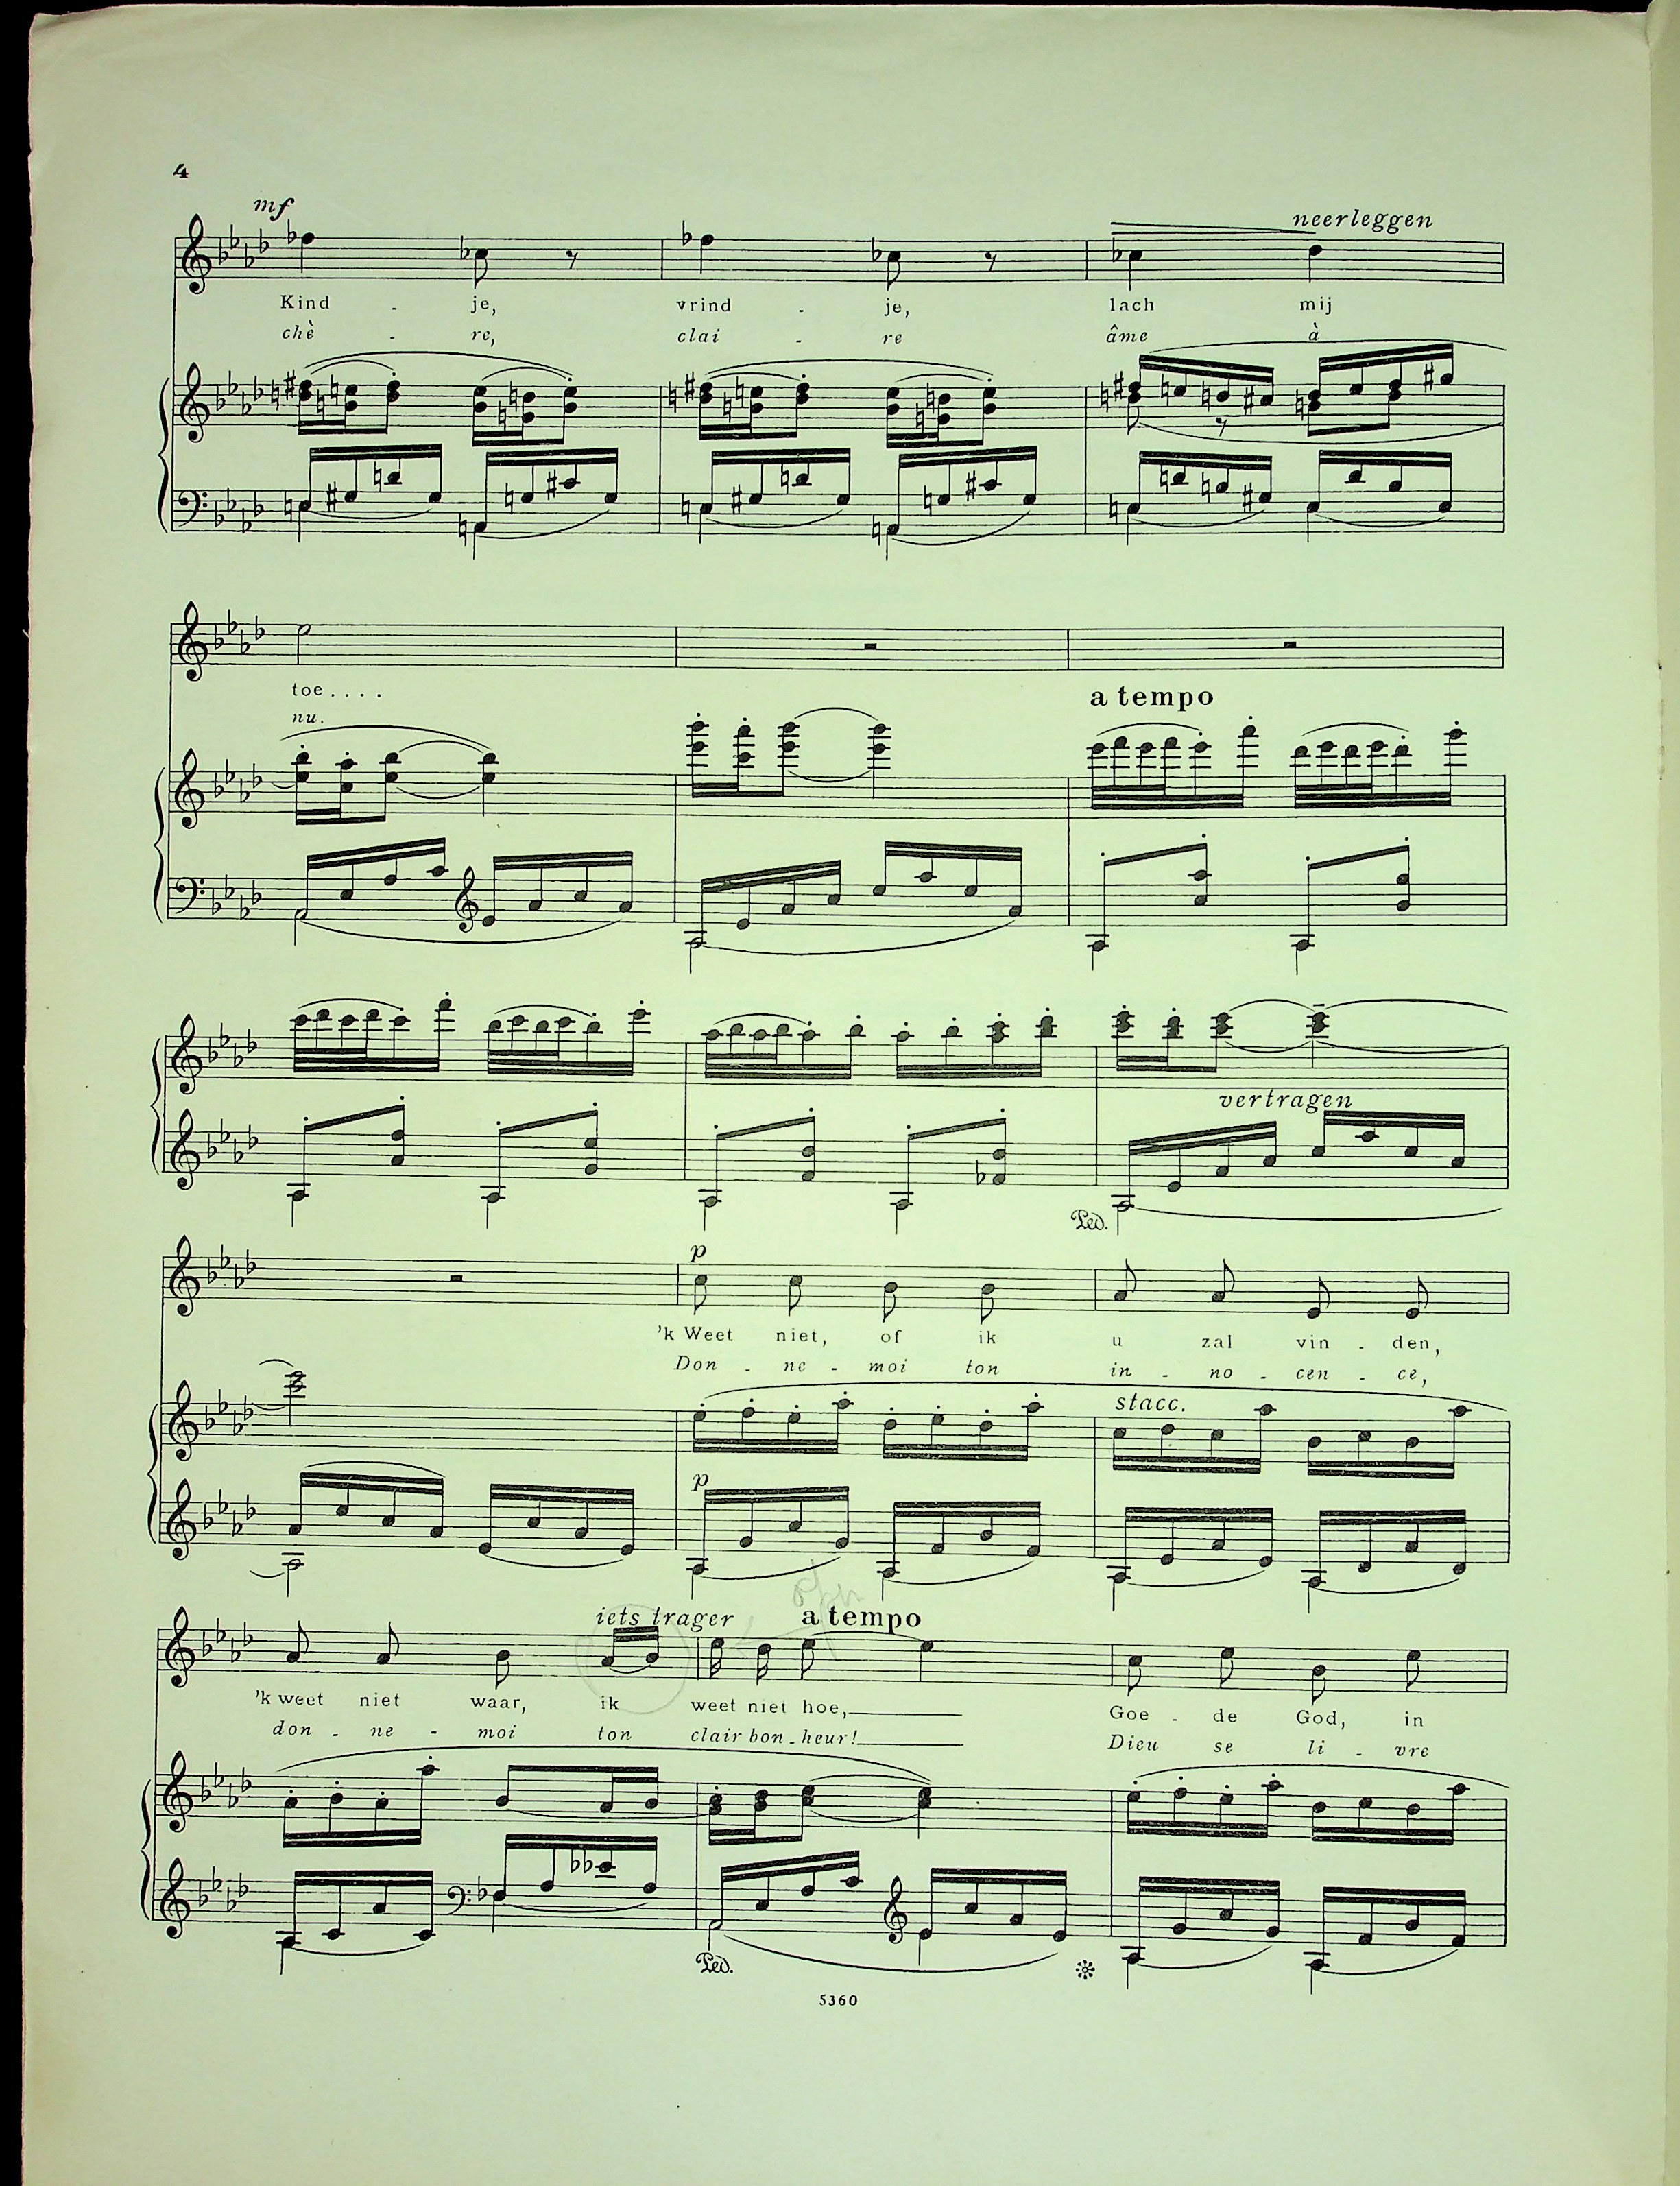 4
mf
neerleggen
Kind - je, vrind - je, lach mij
chè - re, clai - re âme à
toe....
a tempo
nu.
vertragen
Ped.
p
'k Weet niet, of ik u zal vin - den,
Don - ne - moi ton in - no - cen - ce,
stacc.
p
iets trager a tempo
'k weet niet waar, ik weet niet hoe, Goe - de God, in
don - ne - moi ton clair bon - heur! Dieu se li - vre
Ped.
5360